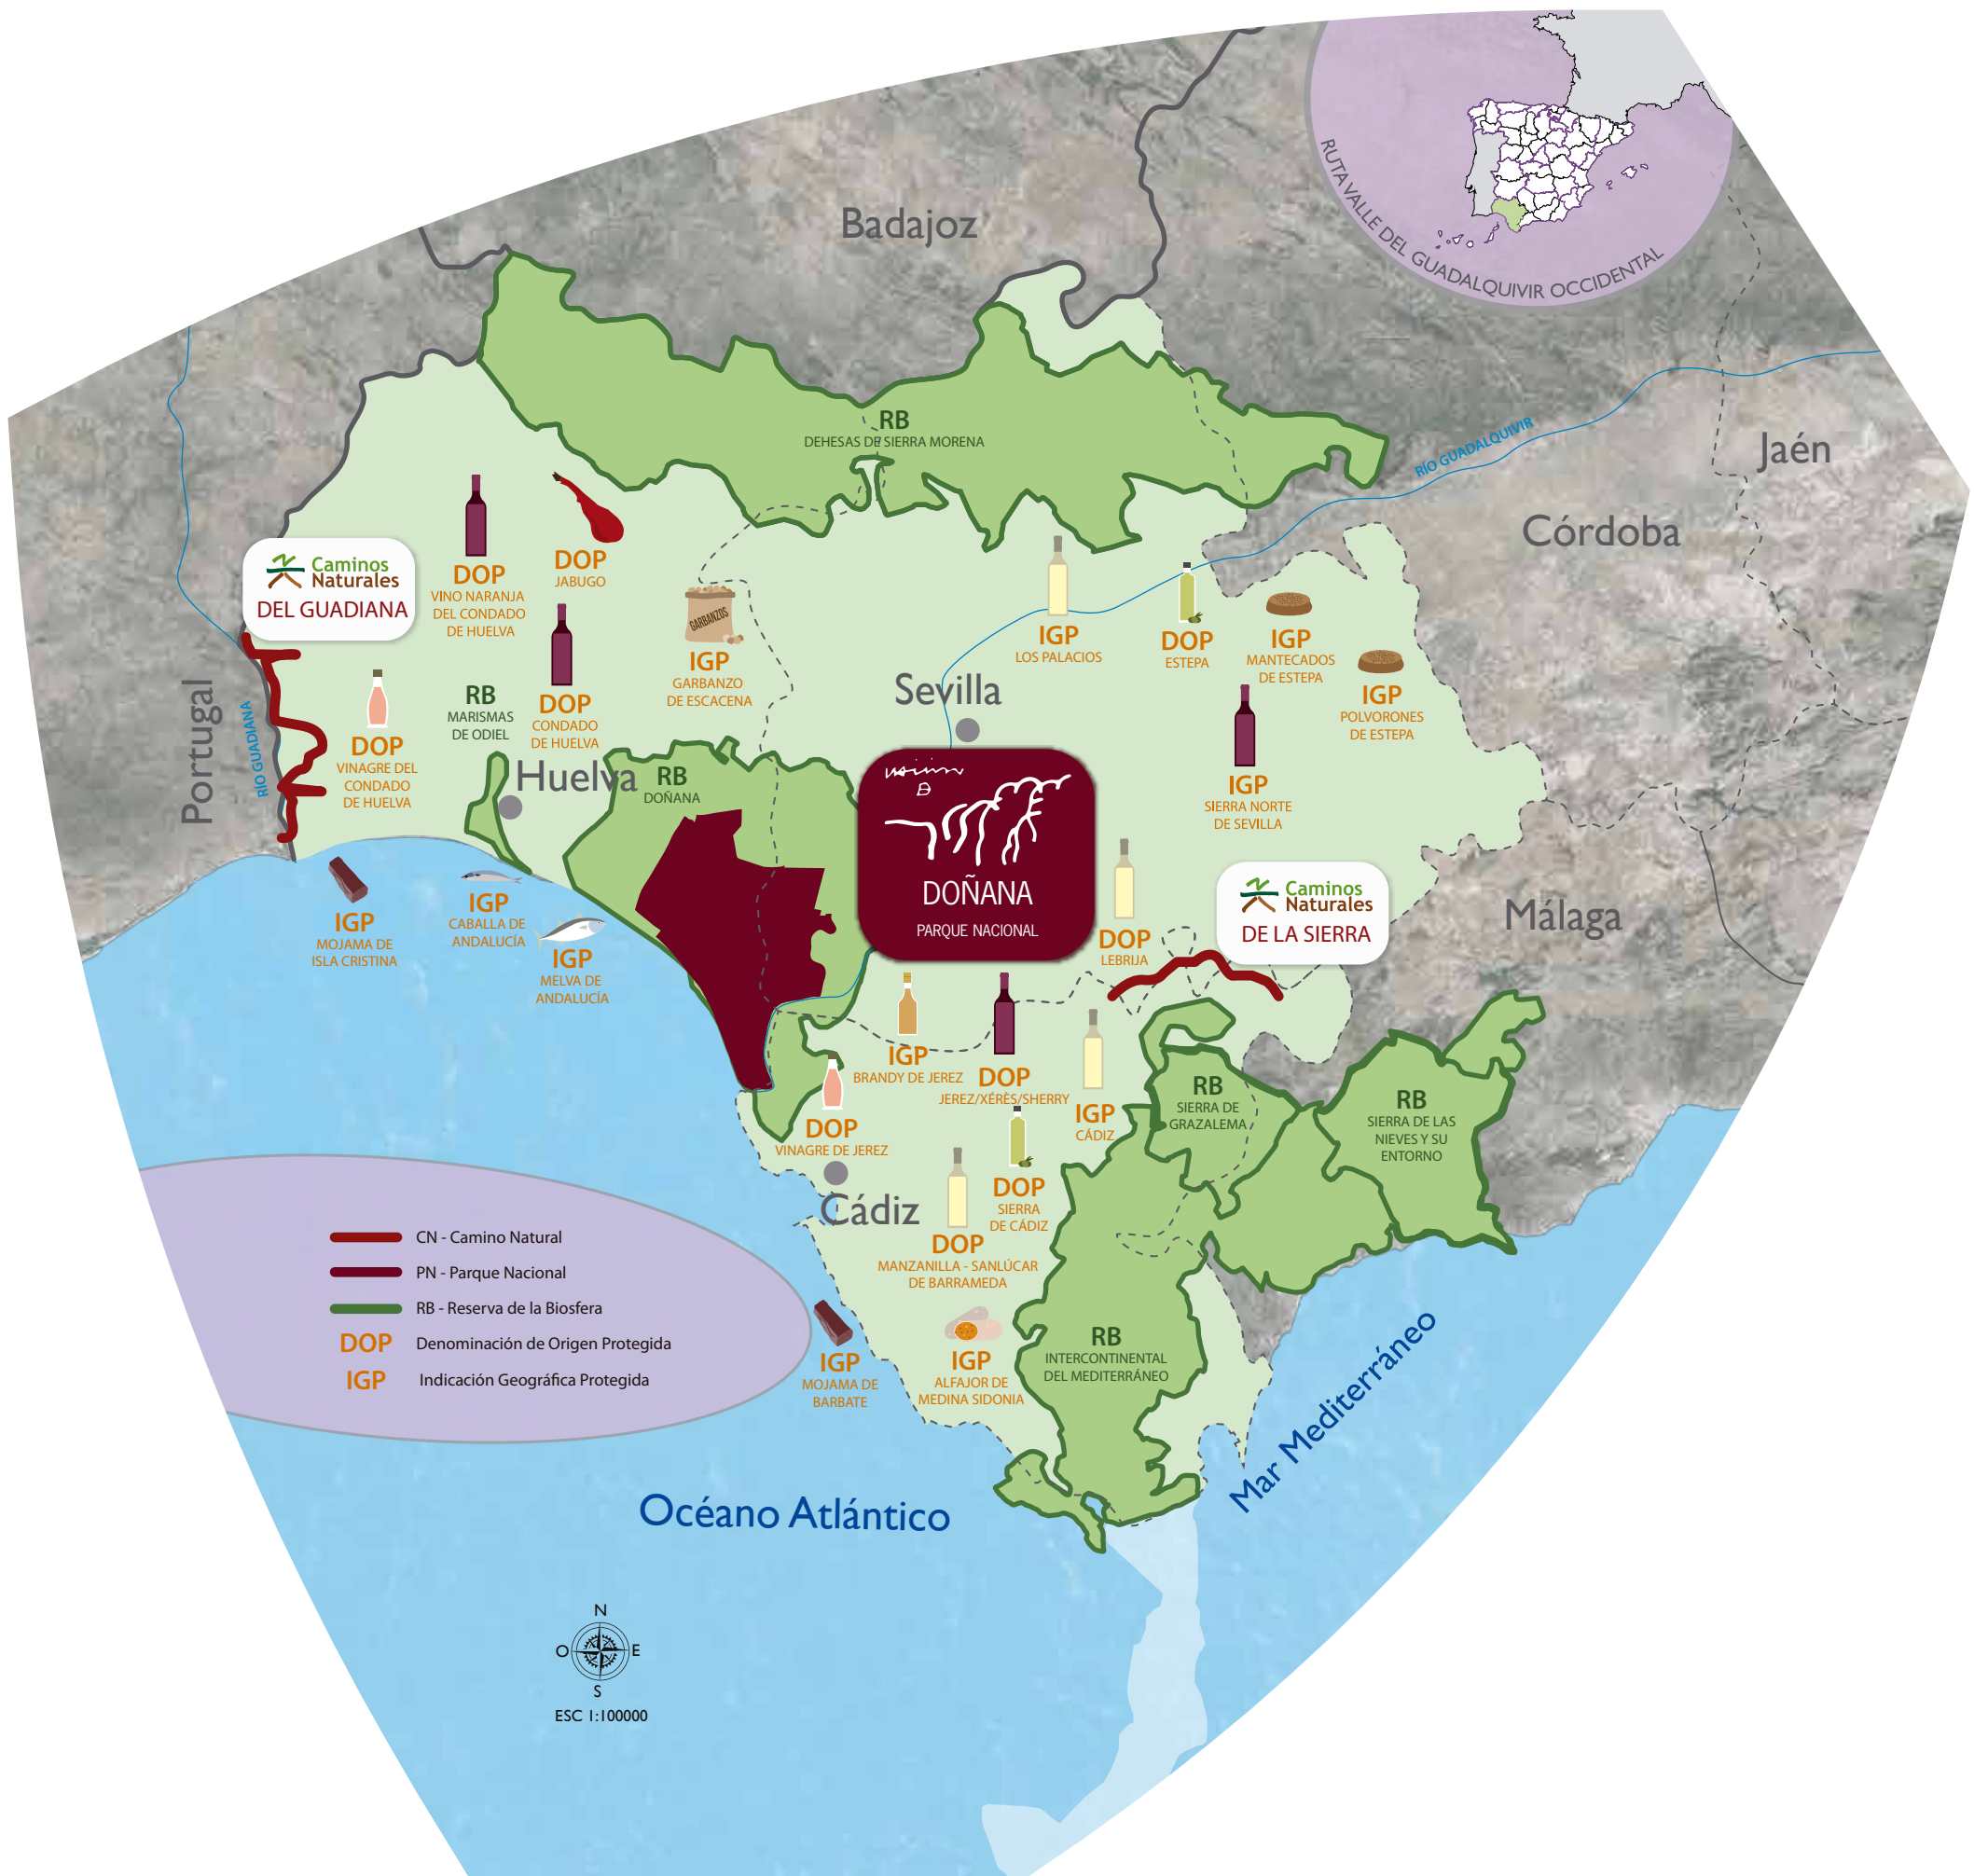 RUTA VALLE DEL GUADALQUIVIR OCCIDENTAL
Badajoz
RB
DEHESAS DE SIERRA MORENA
RÍO GUADALQUIVIR
Jaén
Córdoba
Caminos
Naturales
DEL GUADIANA
DOP
VINO NARANJA
DEL CONDADO
DE HUELVA
DOP
JABUGO
GARBANZOS
IGP
GARBANZO
DE ESCACENA
IGP
LOS PALACIOS
DOP
ESTEPA
IGP
MANTECADOS
DE ESTEPA
IGP
POLVORONES
DE ESTEPA
Portugal
RÍO GUADIANA
DOP
VINAGRE DEL
CONDADO
DE HUELVA
RB
MARISMAS
DE ODIEL
DOP
CONDADO
DE HUELVA
Sevilla
IGP
SIERRA NORTE
DE SEVILLA
Huelva
RB
DOÑANA
DOÑANA
PARQUE NACIONAL
IGP
MOJAMA DE
ISLA CRISTINA
IGP
CABALLA DE
ANDALUCÍA
IGP
MELVA DE
ANDALUCÍA
DOP
LEBRIJA
Caminos
Naturales
DE LA SIERRA
Málaga
IGP
BRANDY DE JEREZ
DOP
JEREZ/XÉRÈS/SHERRY
IGP
CÁDIZ
RB
SIERRA DE
GRAZALEMA
RB
SIERRA DE LAS
NIEVES Y SU
ENTORNO
DOP
VINAGRE DE JEREZ
Cádiz
DOP
SIERRA
DE CÁDIZ
DOP
MANZANILLA - SANLÚCAR
DE BARRAMEDA
CN - Camino Natural
PN - Parque Nacional
RB - Reserva de la Biosfera
DOP Denominación de Origen Protegida
IGP Indicación Geográfica Protegida
IGP
MOJAMA DE
BARBATE
IGP
ALFAJOR DE
MEDINA SIDONIA
RB
INTERCONTINENTAL
DEL MEDITERRÁNEO
Mar Mediterráneo
Océano Atlántico
N
O
E
S
ESC 1:100000